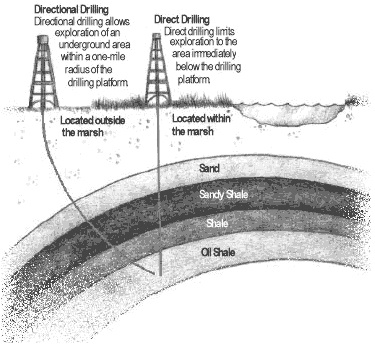 Directional Drilling
Directional drilling allows
exploration of an
underground area
within a one-mile
radius of the
drilling platform.
Direct Drilling
Direct drilling limits
exploration to the
area immediately
below the drilling
platform.
Located outside
the marsh
Located within
the marsh
Sand
Sandy Shale
Shale
Oil Shale